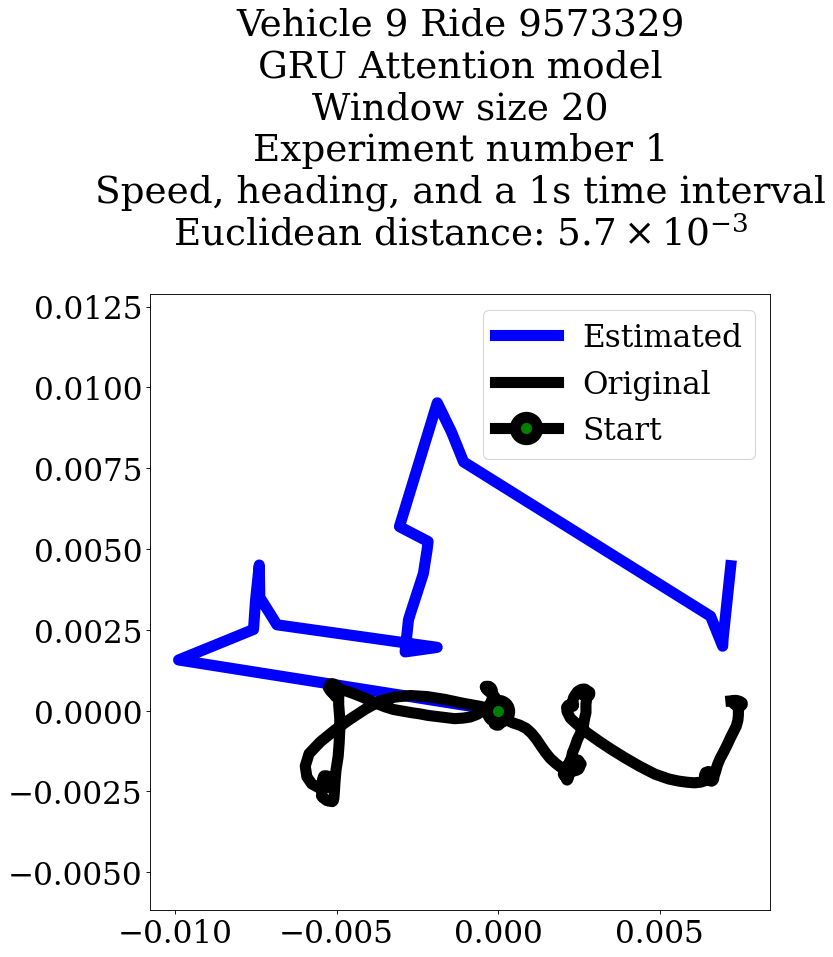 Vehicle 9 Ride 9573329
GRU Attention model
Window size 20
Experiment number 1
Speed, heading, and a 1s time interval
Euclidean distance: 5.7 × 10⁻³
0.0125
0.0100
0.0075
0.0050
0.0025
0.0000
−0.0025
−0.0050
Estimated
Original
Start
−0.010 −0.005 0.000 0.005